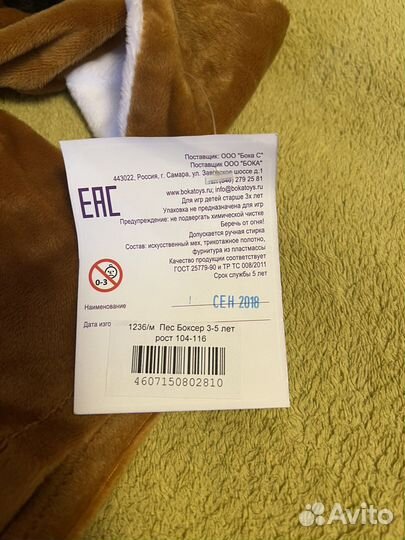 Поставщик: ООО "Бока С"
Поставщик ООО "БОКА"
443022, Россия, г. Самара, ул. Заводское шоссе д.1
279 25 81
www.bokatoys.ru; info@bokatoys.ru
Для игр детей старше 3х лет
Упаковка не предназначена для игр
Предупреждение: не подвергать химической чистке
Беречь от огня!
Допускается ручная стирка
Состав: искусственный мех, трикотажное полотно,
фурнитура из пластмассы
Качество продукции соответствует
ГОСТ 25779-90 и ТР ТС 008/2011
Срок службы 5 лет
EAC
0-3
Наименование
СЕН 2018
Дата изго
1236/м Пес Боксер 3-5 лет
рост 104-116
4607150802810
Avito